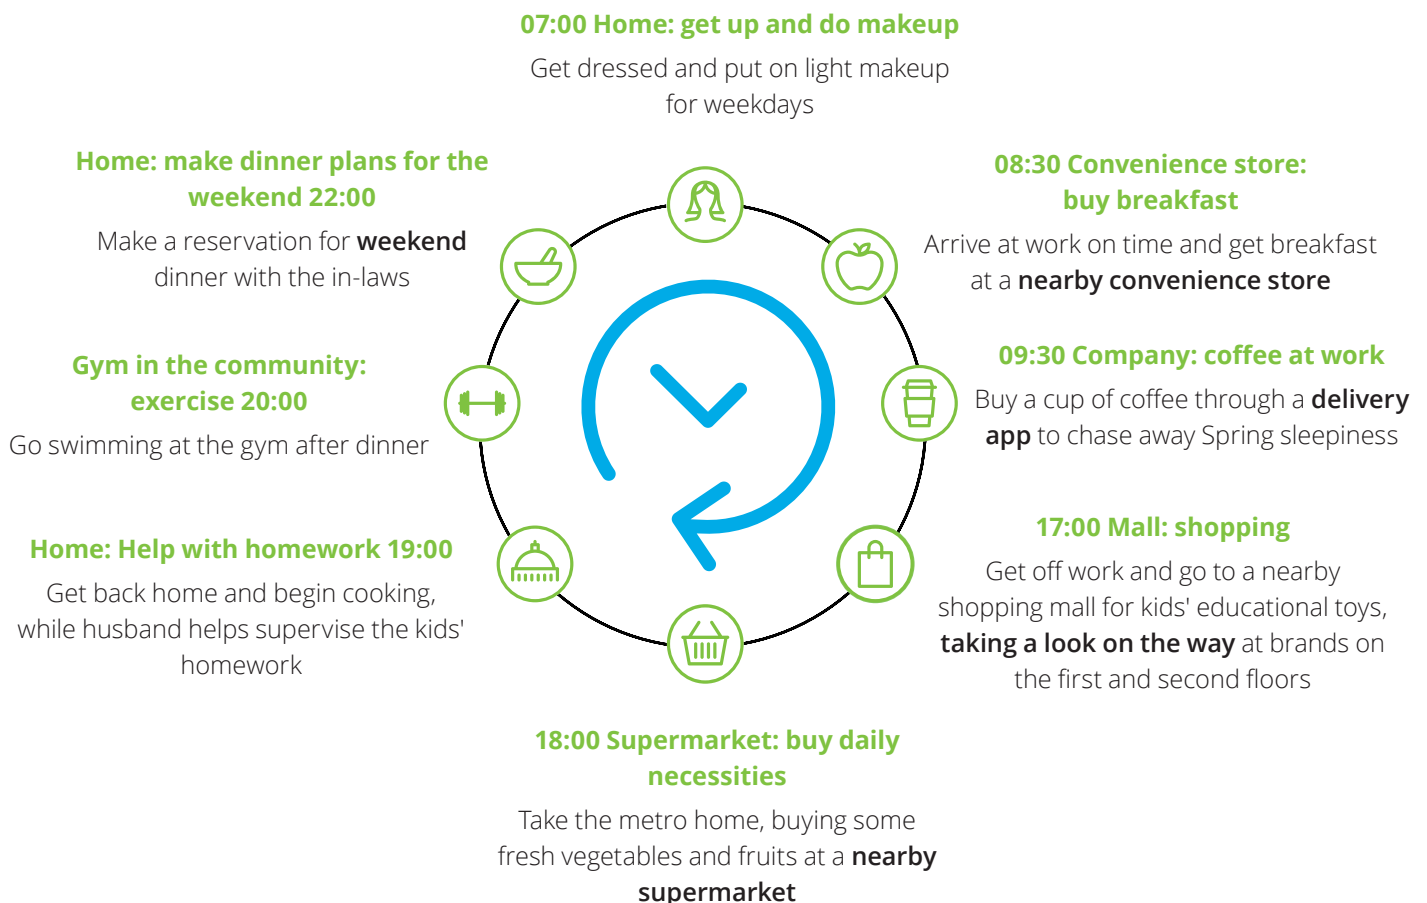 07:00 Home: get up and do makeup
Get dressed and put on light makeup
for weekdays
08:30 Convenience store:
buy breakfast
Arrive at work on time and get breakfast
at a nearby convenience store
09:30 Company: coffee at work
Buy a cup of coffee through a delivery
app to chase away Spring sleepiness
17:00 Mall: shopping
Get off work and go to a nearby
shopping mall for kids' educational toys,
taking a look on the way at brands on
the first and second floors
18:00 Supermarket: buy daily
necessities
Take the metro home, buying some
fresh vegetables and fruits at a nearby
supermarket
Home: Help with homework 19:00
Get back home and begin cooking,
while husband helps supervise the kids'
homework
Gym in the community:
exercise 20:00
Go swimming at the gym after dinner
Home: make dinner plans for the
weekend 22:00
Make a reservation for weekend
dinner with the in-laws